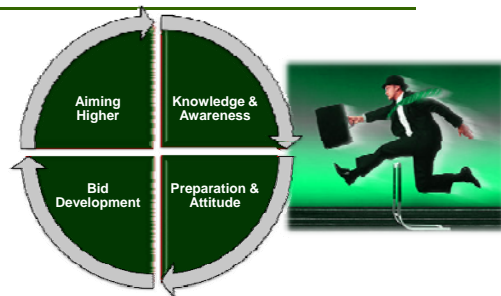 Aiming
Higher
Knowledge &
Awareness
Bid
Development
Preparation &
Attitude